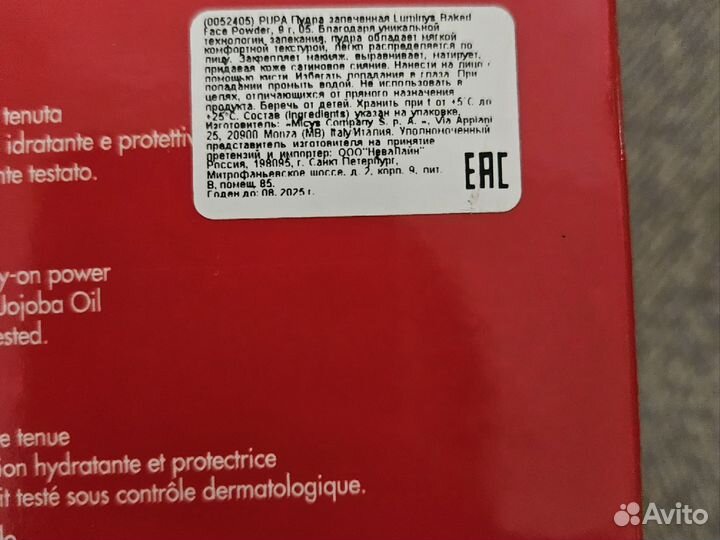 (0052405) PUPA Пудра запеченная Luminys Baked
Face Powder, 9 г, 05. Благодаря уникальной
технологии запекания, пудра обладает мягкой
комфортной текстурой, легко распределяется по
лицу. Закрепляет макияж, выравнивает, матирует,
придавая коже сатиновое сияние. Нанести на лицо с
помощью кисти. Избегать попадания в глаза. При
попадании промыть водой. Не использовать в
целях, отличающихся от прямого назначения
продукта. Беречь от детей. Хранить при t от +5°C до
+25°C. Состав (Ingredients) указан на упаковке.
Изготовитель: «Micys Company S. p. A. », Via Appiani
25, 20900 Monza (MB) Italy/Италия. Уполномоченный
представитель изготовителя на принятие
претензий и импортер: ООО"НеваЛайн"
Россия, 198095, г. Санкт Петербург,
Митрофаньевское шоссе, д. 2, корп. 9, лит.
В, помещ. 85.
Годен до: 08. 2025 г.
EAC
tenuta
idratante e protettiv
nte testato.
y-on power
Jojoba Oil
ested.
e tenue
ion hydratante et protectrice
it testé sous contrôle dermatologique.
Avito